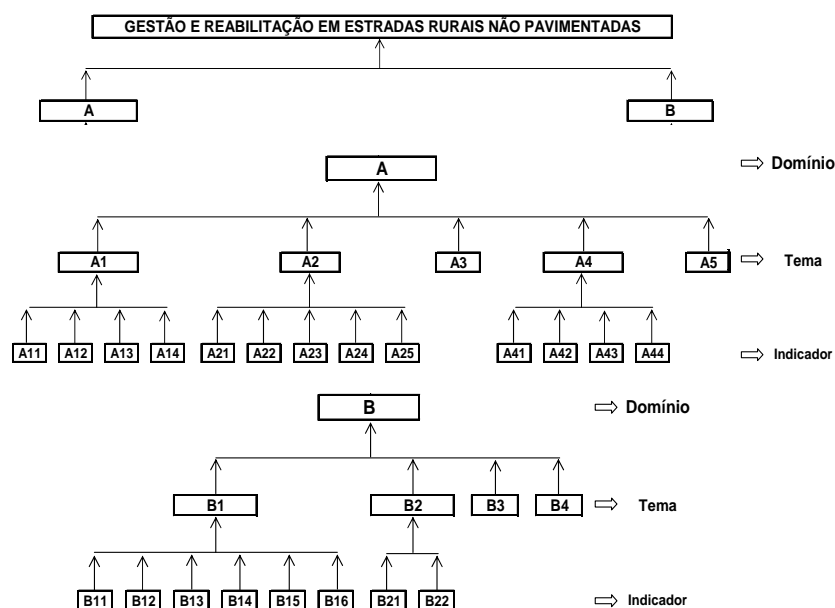 GESTÃO E REABILITAÇÃO EM ESTRADAS RURAIS NÃO PAVIMENTADAS
A B
A Domínio
A1 A2 A3 A4 A5 Tema
A11 A12 A13 A14 A21 A22 A23 A24 A25 A41 A42 A43 A44 Indicador
B Domínio
B1 B2 B3 B4 Tema
B11 B12 B13 B14 B15 B16 B21 B22 Indicador